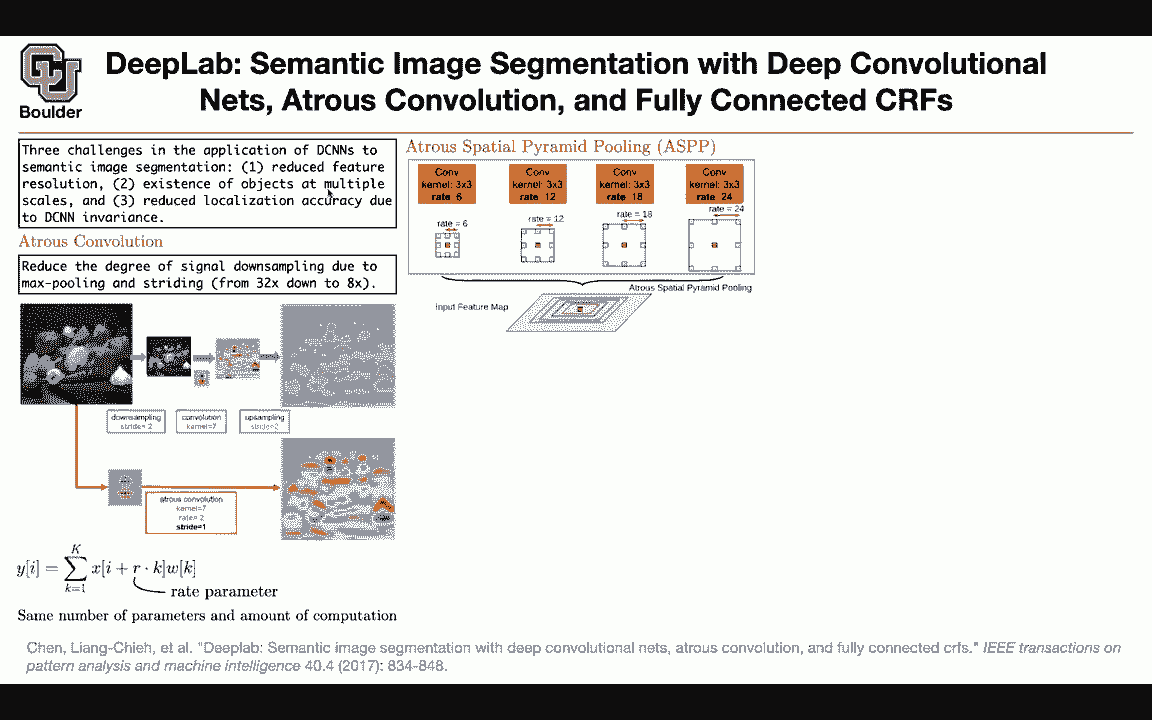 DeepLab: Semantic Image Segmentation with Deep Convolutional
Nets, Atrous Convolution, and Fully Connected CRFs
Boulder
Three challenges in the application of DCNNs to
semantic image segmentation: (1) reduced feature
resolution, (2) existence of objects at multiple
scales, and (3) reduced localization accuracy due
to DCNN invariance.
Atrous Convolution
Reduce the degree of signal downsampling due to
max-pooling and striding (from 32x down to 8x).
downsampling
stride=2
convolution
kernel=7
upsampling
stride=2
atrous convolution
kernel=7
rate=2
stride=1
y[i] = ∑_{k=1}^{K} x[i + r · k]w[k]
rate parameter
Same number of parameters and amount of computation
Atrous Spatial Pyramid Pooling (ASPP)
Conv
kernel: 3x3
rate 6
Conv
kernel: 3x3
rate 12
Conv
kernel: 3x3
rate 18
Conv
kernel: 3x3
rate 24
rate = 6
rate = 12
rate = 18
rate = 24
Atrous Spatial Pyramid Pooling
Input Feature Map
Chen, Liang-Chieh, et al. "Deeplab: Semantic image segmentation with deep convolutional nets, atrous convolution, and fully connected crfs." IEEE transactions on
pattern analysis and machine intelligence 40.4 (2017): 834-848.